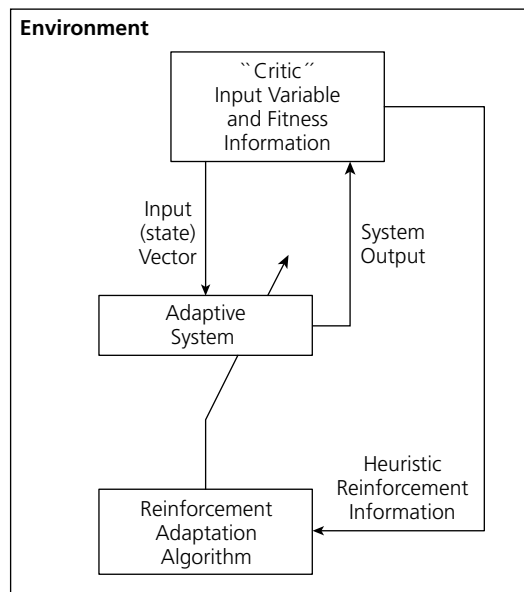 Environment
``Critic´´
Input Variable
and Fitness
Information
Input
(state)
Vector
System
Output
Adaptive
System
Heuristic
Reinforcement
Information
Reinforcement
Adaptation
Algorithm